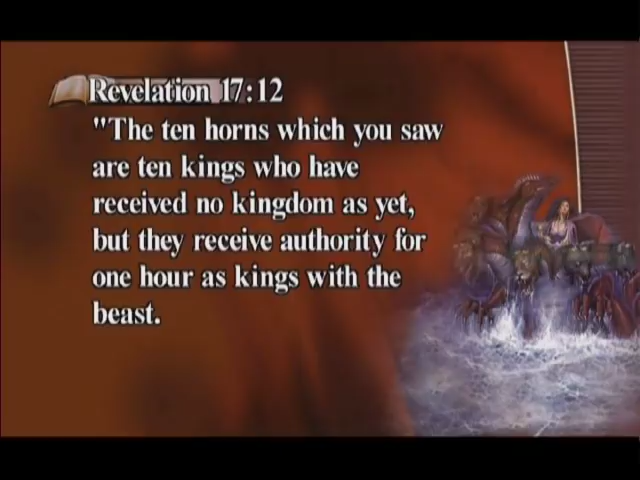 Revelation 17:12
"The ten horns which you saw
are ten kings who have
received no kingdom as yet,
but they receive authority for
one hour as kings with the
beast.